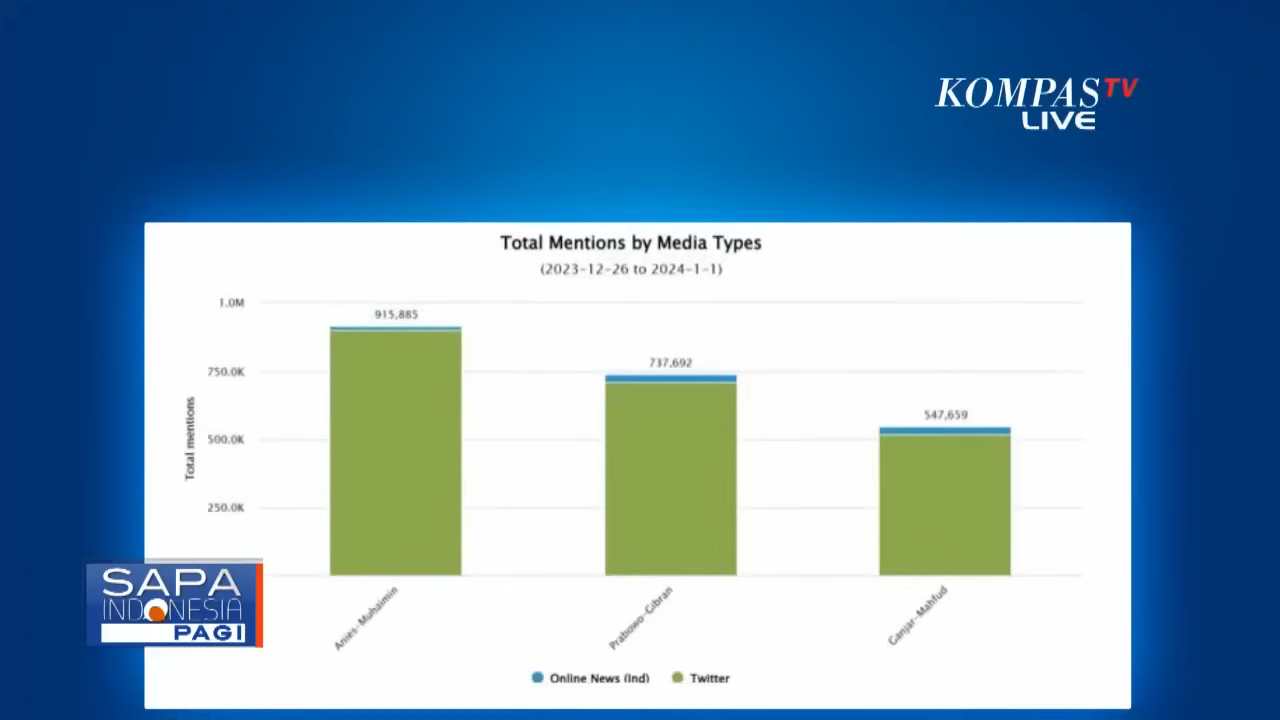 KOMPAS TV
LIVE
Total Mentions by Media Types
(2023-12-26 to 2024-1-1)
Total mentions
1.0M
750.0K
500.0K
250.0K
915,885
737,692
547,659
Anies-Muhaimin
Prabowo-Gibran
Ganjar-Mahfud
Online News (Ind)
Twitter
SAPA
INDONESIA
PAGI